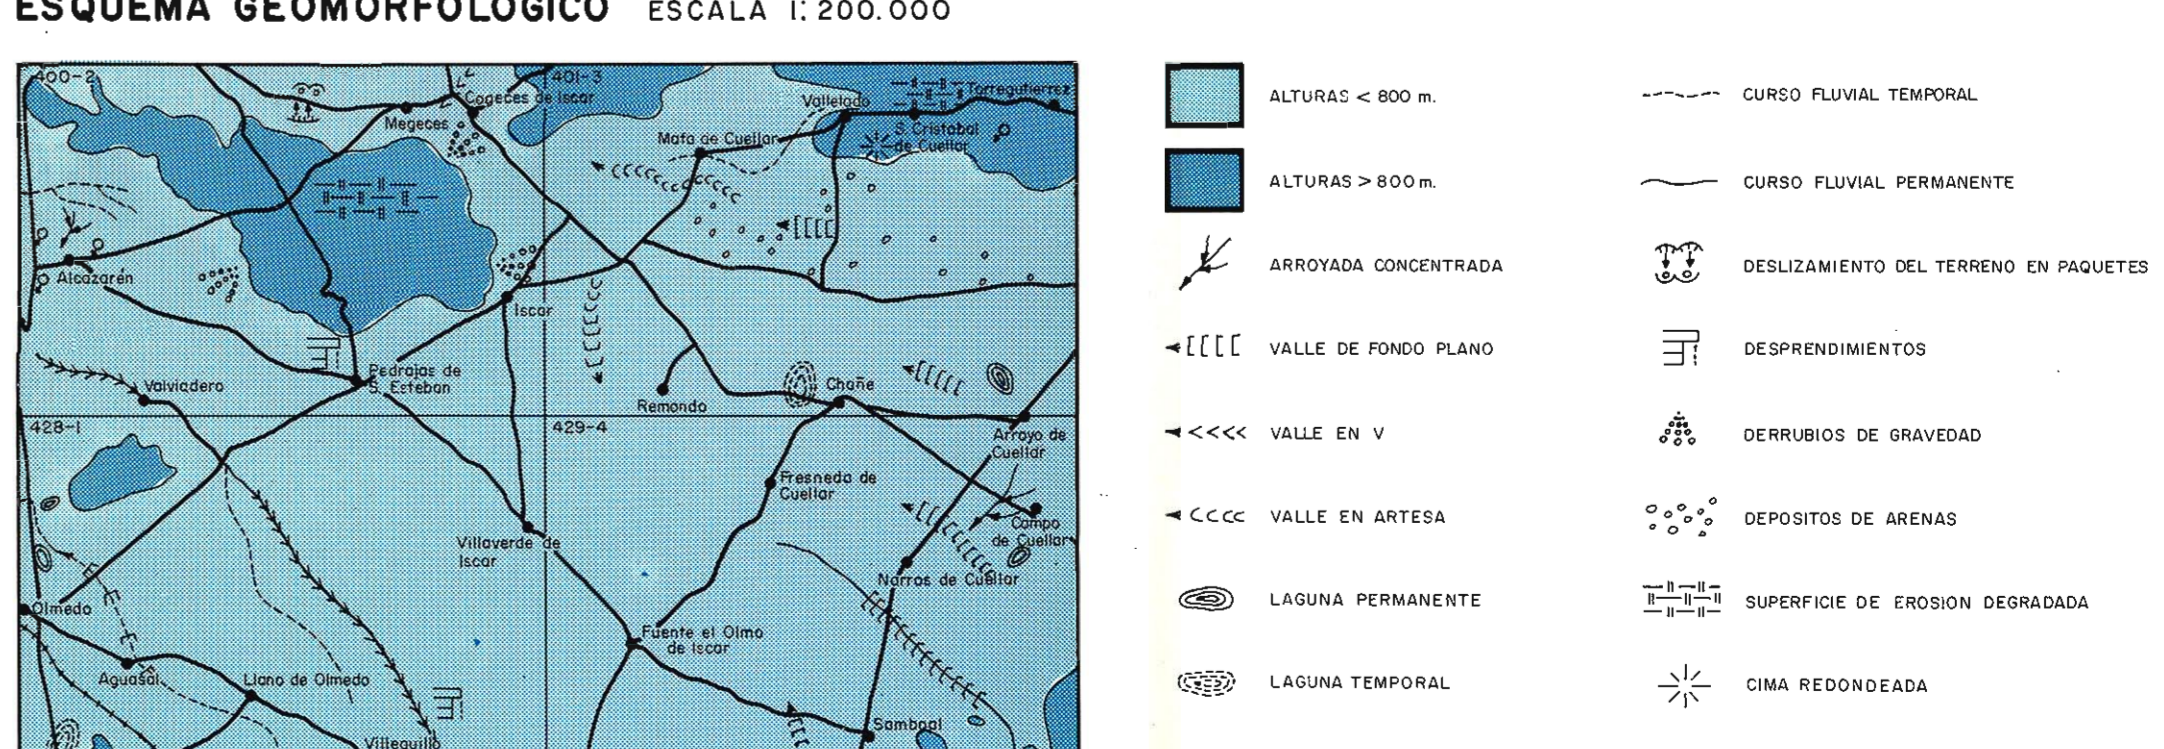 ESQUEMA GEOMORFOLOGICO ESCALA 1:200.000
400-2
401-3
Cogeces de Iscar
Megeces
Vallelado
Torregutierrez
Mata de Cuellar
S. Cristobal
de Cuellar
Alcazarén
Iscar
Pedrajas de
S. Esteban
Valviadero
Remondo
Chañe
428-1
429-4
Arroyo de
Cuellar
Fresneda de
Cuellar
Campo
de Cuellar
Villaverde de
Iscar
Narros de Cuellar
Olmedo
Fuente el Olmo
de Iscar
Aguasal
Llano de Olmedo
Samboal
Villeguillo
ALTURAS < 800 m.
ALTURAS > 800 m.
ARROYADA CONCENTRADA
VALLE DE FONDO PLANO
VALLE EN V
VALLE EN ARTESA
LAGUNA PERMANENTE
LAGUNA TEMPORAL
CURSO FLUVIAL TEMPORAL
CURSO FLUVIAL PERMANENTE
DESLIZAMIENTO DEL TERRENO EN PAQUETES
DESPRENDIMIENTOS
DERRUBIOS DE GRAVEDAD
DEPOSITOS DE ARENAS
SUPERFICIE DE EROSION DEGRADADA
CIMA REDONDEADA